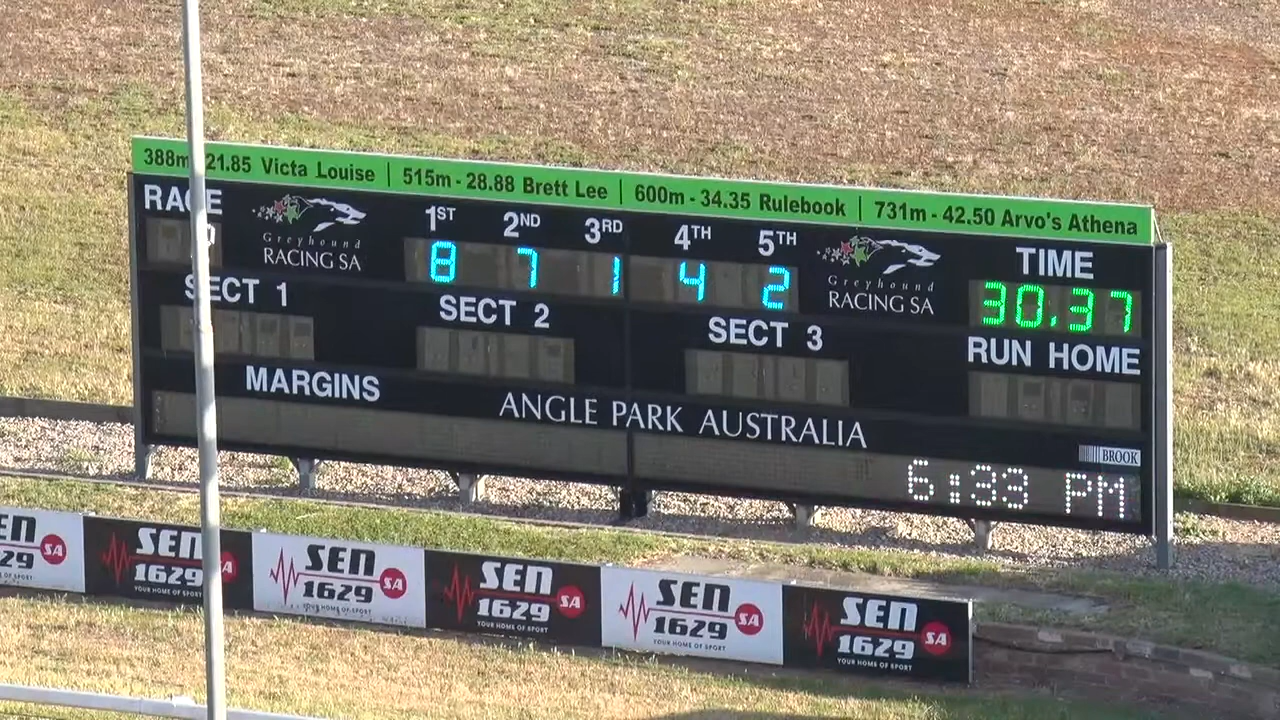 388m 21.85 Victa Louise | 515m - 28.88 Brett Lee | 600m - 34.35 Rulebook | 731m - 42.50 Arvo's Athena
RACE
Greyhound
RACING SA
1ST 2ND 3RD 4TH 5TH
8 7 1 4 2
Greyhound
RACING SA
TIME
30.37
SECT 1
SECT 2
SECT 3
RUN HOME
MARGINS
ANGLE PARK AUSTRALIA
BROOK
6:33 PM
29 SA
SEN
1629
YOUR HOME OF SPORT
SEN
1629 SA
YOUR HOME OF SPORT
SEN
1629 SA
YOUR HOME OF SPORT
SEN
1629 SA
YOUR HOME OF SPORT
SEN
1629 SA
YOUR HOME OF SPORT